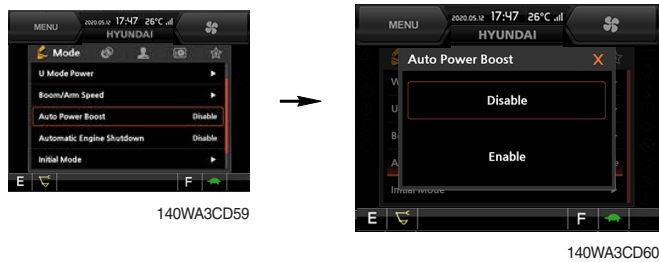 MENU
2020.05.12 17:47 26°C
HYUNDAI
Mode
U Mode Power
Boom/Arm Speed
Auto Power Boost Disable
Automatic Engine Shutdown Disable
Initial Mode
E F
140WA3CD59
MENU
2020.05.12 17:47 26°C
HYUNDAI
Auto Power Boost X
Disable
Enable
Initial Mode
E F
140WA3CD60